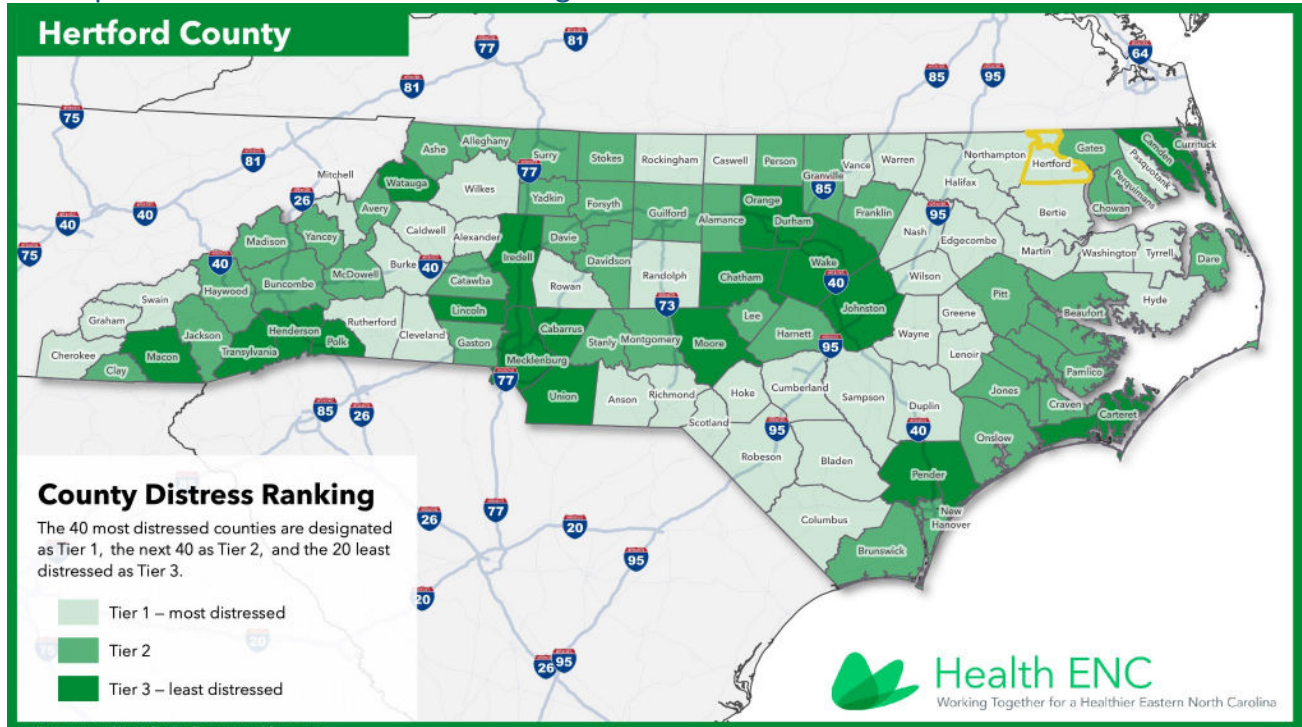 Hertford County
77
81
64
81
85
95
75
81
26
40
40
75
40
40
77
85
95
40
73
95
77
85
26
95
40
26
77
20
95
20
26
95
Mitchell
Ashe
Alleghany
Surry
Stokes
Rockingham
Caswell
Person
Granville
Vance
Warren
Northampton
Hertford
Gates
Camden
Currituck
Pasquotank
Perquimans
Chowan
Halifax
Bertie
Watauga
Wilkes
Yadkin
Forsyth
Guilford
Alamance
Orange
Durham
Franklin
Nash
Edgecombe
Martin
Washington
Tyrrell
Dare
Avery
Caldwell
Alexander
Iredell
Davie
Davidson
Randolph
Chatham
Wake
Johnston
Wilson
Pitt
Beaufort
Hyde
Madison
Yancey
McDowell
Burke
Catawba
Rowan
Haywood
Buncombe
Swain
Graham
Cherokee
Clay
Macon
Jackson
Transylvania
Henderson
Polk
Rutherford
Cleveland
Lincoln
Gaston
Mecklenburg
Cabarrus
Stanly
Montgomery
Moore
Lee
Harnett
Wayne
Greene
Lenoir
Jones
Craven
Pamlico
Carteret
Onslow
Union
Anson
Richmond
Scotland
Hoke
Cumberland
Sampson
Duplin
Robeson
Bladen
Pender
Columbus
New
Hanover
Brunswick
County Distress Ranking
The 40 most distressed counties are designated
as Tier 1, the next 40 as Tier 2, and the 20 least
distressed as Tier 3.
Tier 1 – most distressed
Tier 2
Tier 3 – least distressed
Health ENC
Working Together for a Healthier Eastern North Carolina